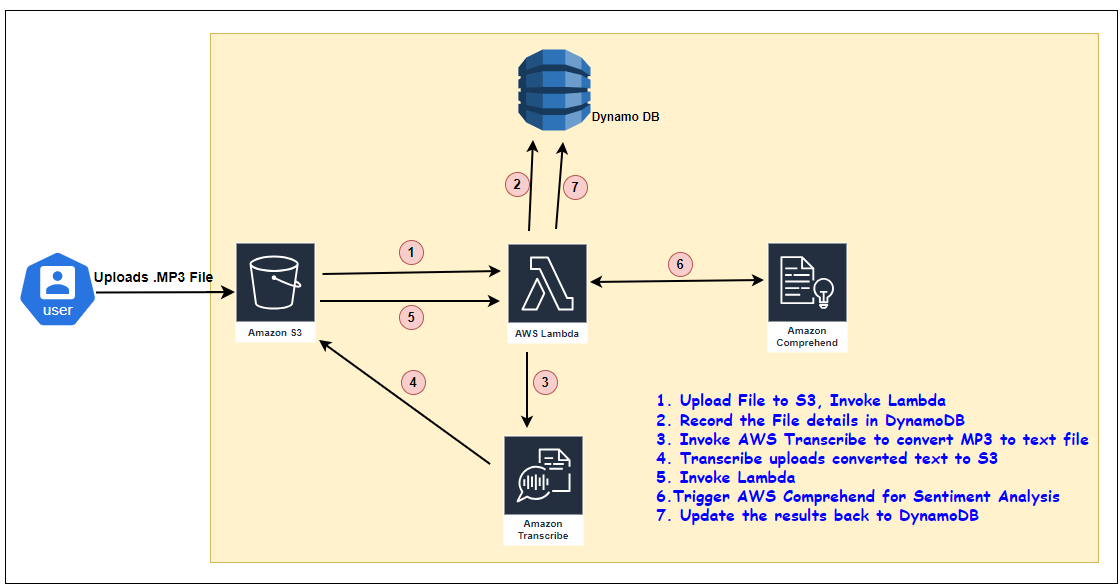 Dynamo DB
2
7
Uploads .MP3 File
user
1
5
6
Amazon S3
AWS Lambda
Amazon
Comprehend
4
3
Amazon
Transcribe
1. Upload File to S3, Invoke Lambda
2. Record the File details in DynamoDB
3. Invoke AWS Transcribe to convert MP3 to text file
4. Transcribe uploads converted text to S3
5. Invoke Lambda
6.Trigger AWS Comprehend for Sentiment Analysis
7. Update the results back to DynamoDB